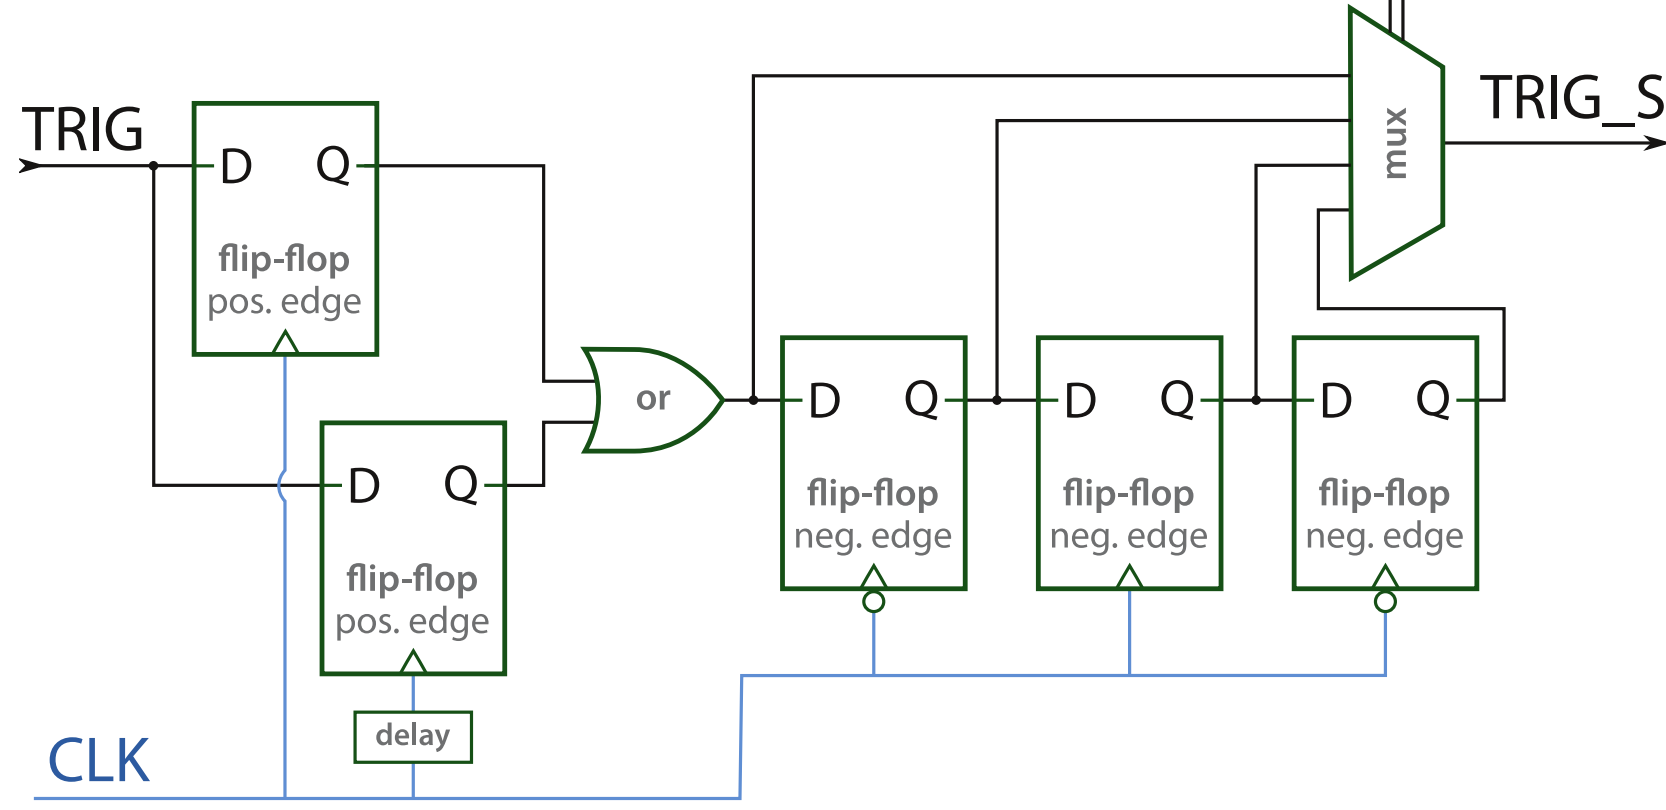 TRIG
D Q
flip-flop
pos. edge
D Q
flip-flop
pos. edge
delay
CLK
or
D Q
flip-flop
neg. edge
D Q
flip-flop
neg. edge
D Q
flip-flop
neg. edge
mux
TRIG_S